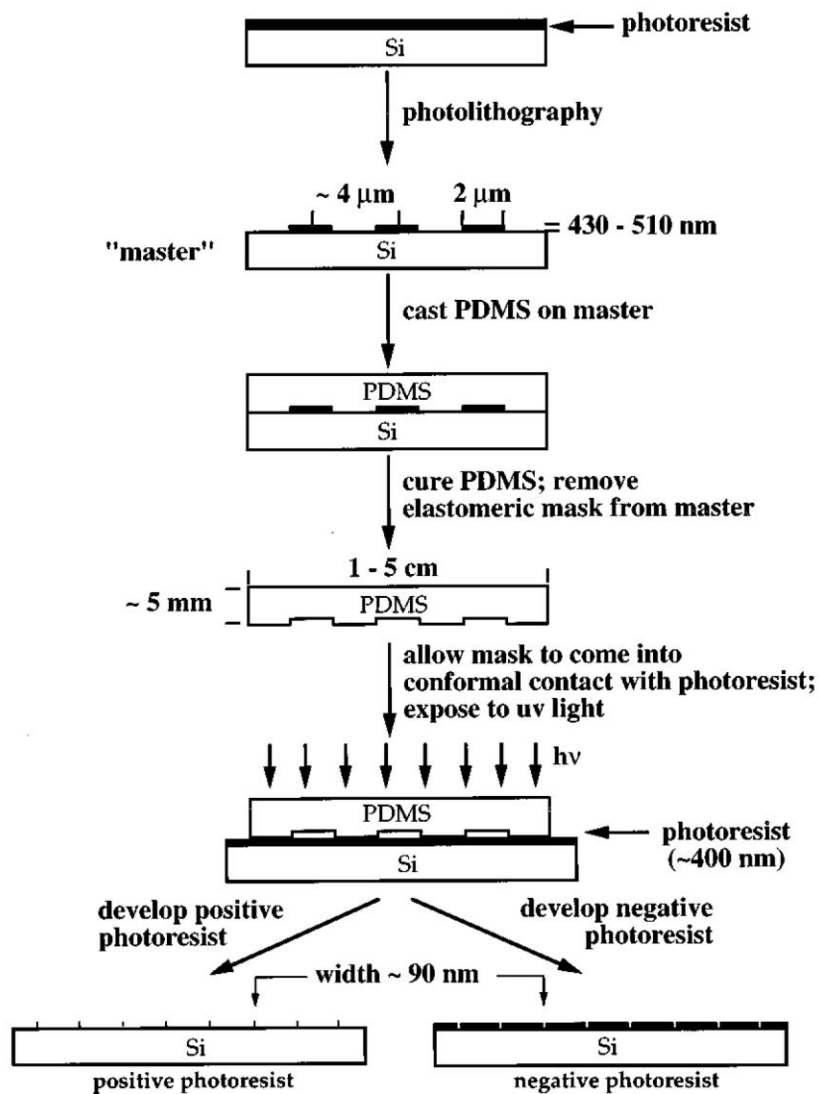 photoresist
Si
photolithography
~ 4 μm 2 μm
= 430 - 510 nm
"master"
Si
cast PDMS on master
PDMS
Si
cure PDMS; remove
elastomeric mask from master
1 - 5 cm
~ 5 mm
PDMS
allow mask to come into
conformal contact with photoresist;
expose to uv light
hν
PDMS
photoresist
(~400 nm)
Si
develop positive
photoresist
develop negative
photoresist
width ~ 90 nm
Si
positive photoresist
Si
negative photoresist